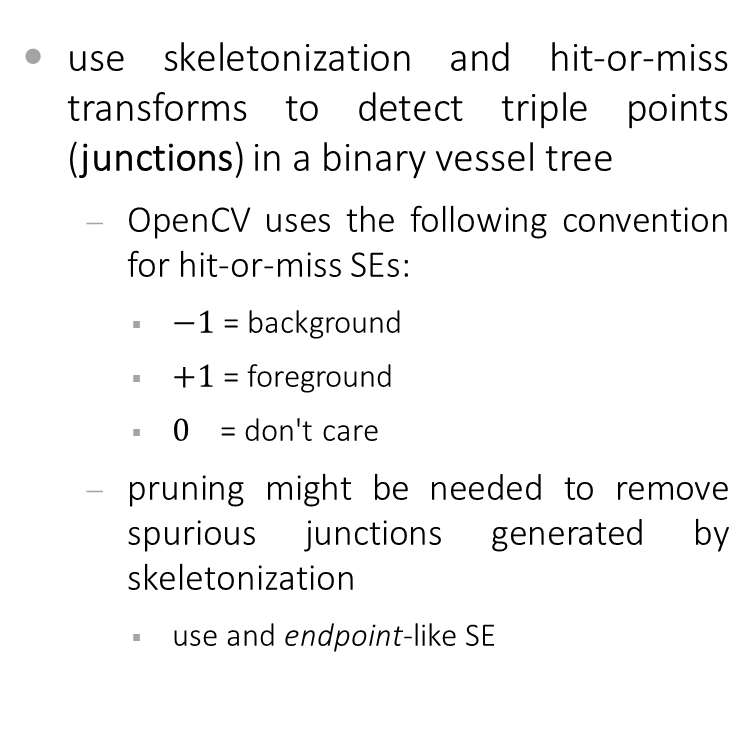 • use skeletonization and hit-or-miss
transforms to detect triple points
(junctions) in a binary vessel tree
– OpenCV uses the following convention
for hit-or-miss SEs:
▪ −1 = background
▪ +1 = foreground
▪ 0 = don't care
– pruning might be needed to remove
spurious junctions generated by
skeletonization
▪ use and endpoint-like SE